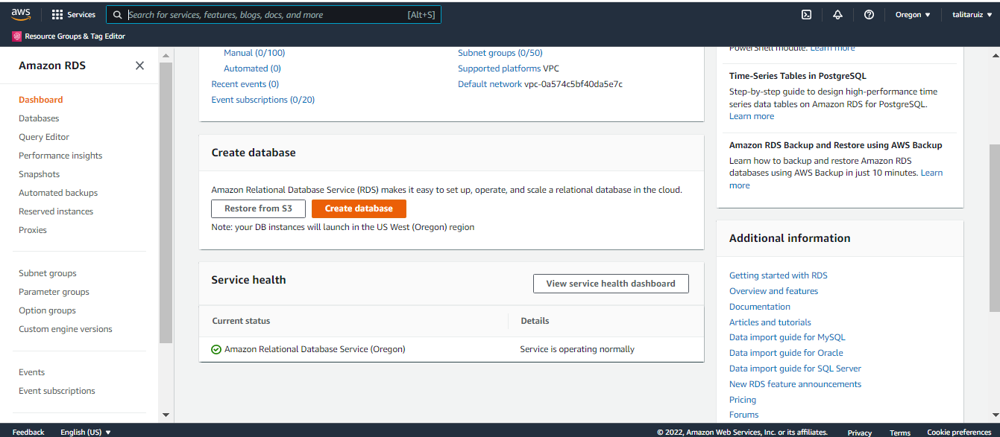 aws
Services
Search for services, features, blogs, docs, and more
[Alt+S]
Oregon
talitaruiz
Resource Groups & Tag Editor
Amazon RDS
Dashboard
Databases
Query Editor
Performance insights
Snapshots
Automated backups
Reserved instances
Proxies
Subnet groups
Parameter groups
Option groups
Custom engine versions
Events
Event subscriptions
Manual (0/100)
Automated (0)
Recent events (0)
Event subscriptions (0/20)
Subnet groups (0/50)
Supported platforms VPC
Default network vpc-0a574c5bf40da5e7c
Create database
Amazon Relational Database Service (RDS) makes it easy to set up, operate, and scale a relational database in the cloud.
Restore from S3
Create database
Note: your DB instances will launch in the US West (Oregon) region
Service health
View service health dashboard
Current status
Details
Amazon Relational Database Service (Oregon)
Service is operating normally
PowerShell module. Learn more
Time-Series Tables in PostgreSQL
Step-by-step guide to design high-performance time
series data tables on Amazon RDS for PostgreSQL.
Learn more
Amazon RDS Backup and Restore using AWS Backup
Learn how to backup and restore Amazon RDS
databases using AWS Backup in just 10 minutes. Learn
more
Additional information
Getting started with RDS
Overview and features
Documentation
Articles and tutorials
Data import guide for MySQL
Data import guide for Oracle
Data import guide for SQL Server
New RDS feature announcements
Pricing
Forums
Feedback
English (US)
© 2022, Amazon Web Services, Inc. or its affiliates.
Privacy
Terms
Cookie preferences